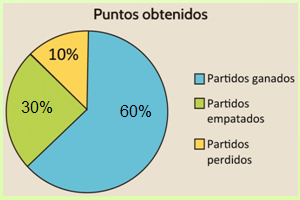 Puntos obtenidos
10%
30%
60%
Partidos ganados
Partidos
empatados
Partidos
perdidos